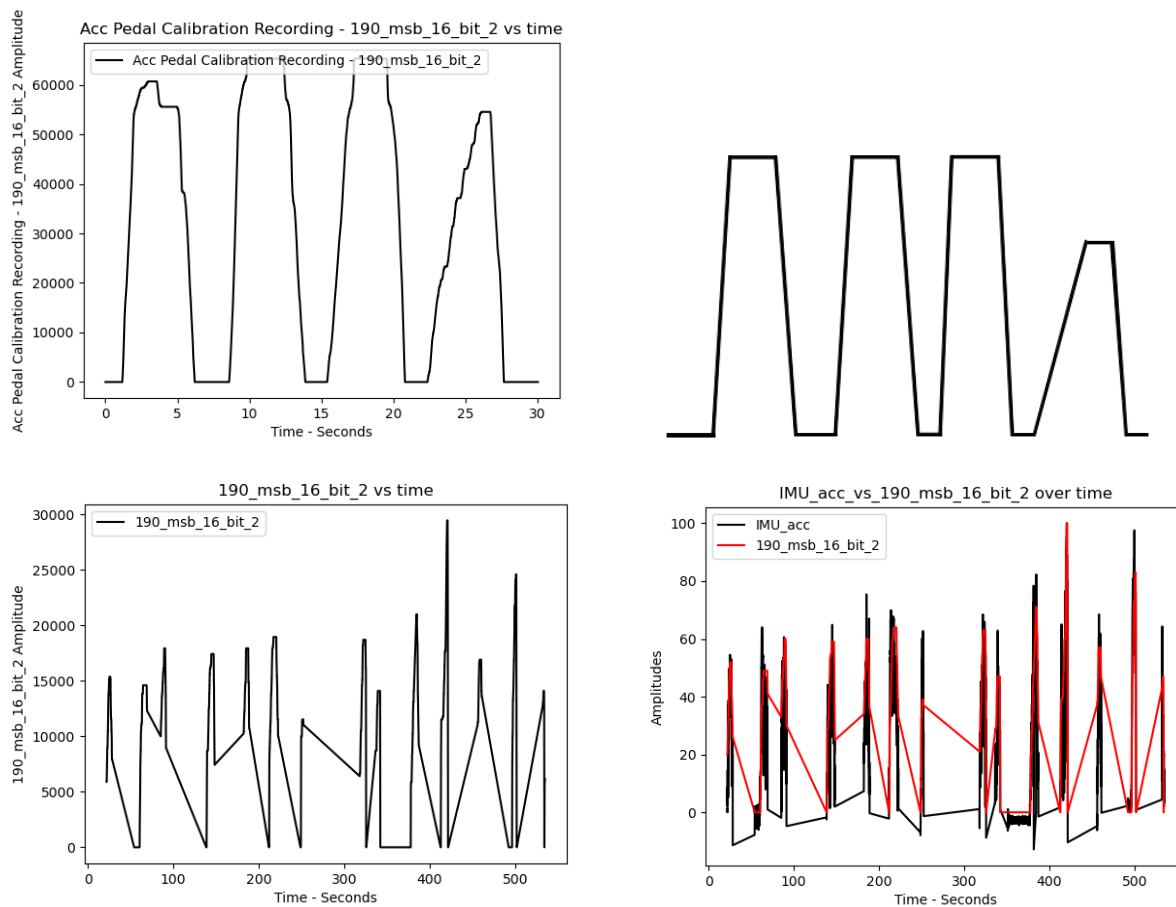 Acc Pedal Calibration Recording - 190_msb_16_bit_2 vs time
Acc Pedal Calibration Recording - 190_msb_16_bit_2 Amplitude
Acc Pedal Calibration Recording - 190_msb_16_bit_2
60000
50000
40000
30000
20000
10000
0
0 5 10 15 20 25 30
Time - Seconds
190_msb_16_bit_2 vs time
190_msb_16_bit_2 Amplitude
190_msb_16_bit_2
30000
25000
20000
15000
10000
5000
0
0 100 200 300 400 500
Time - Seconds
IMU_acc_vs_190_msb_16_bit_2 over time
Amplitudes
IMU_acc
190_msb_16_bit_2
100
80
60
40
20
0
0 100 200 300 400 500
Time - Seconds